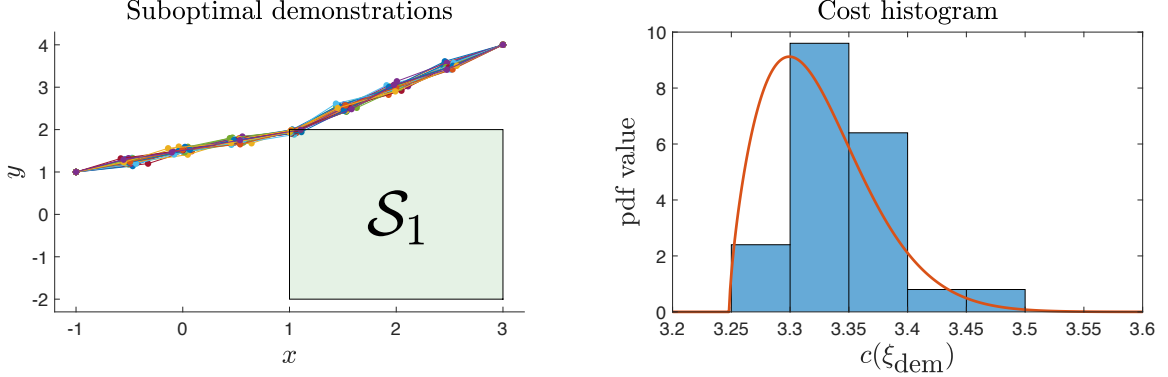 Suboptimal demonstrations
4
3
2
1
0
-1
-2
y
S₁
-1 0 1 2 3
x
Cost histogram
10
8
6
4
2
0
pdf value
3.2 3.25 3.3 3.35 3.4 3.45 3.5 3.55 3.6
c(ξ_dem)